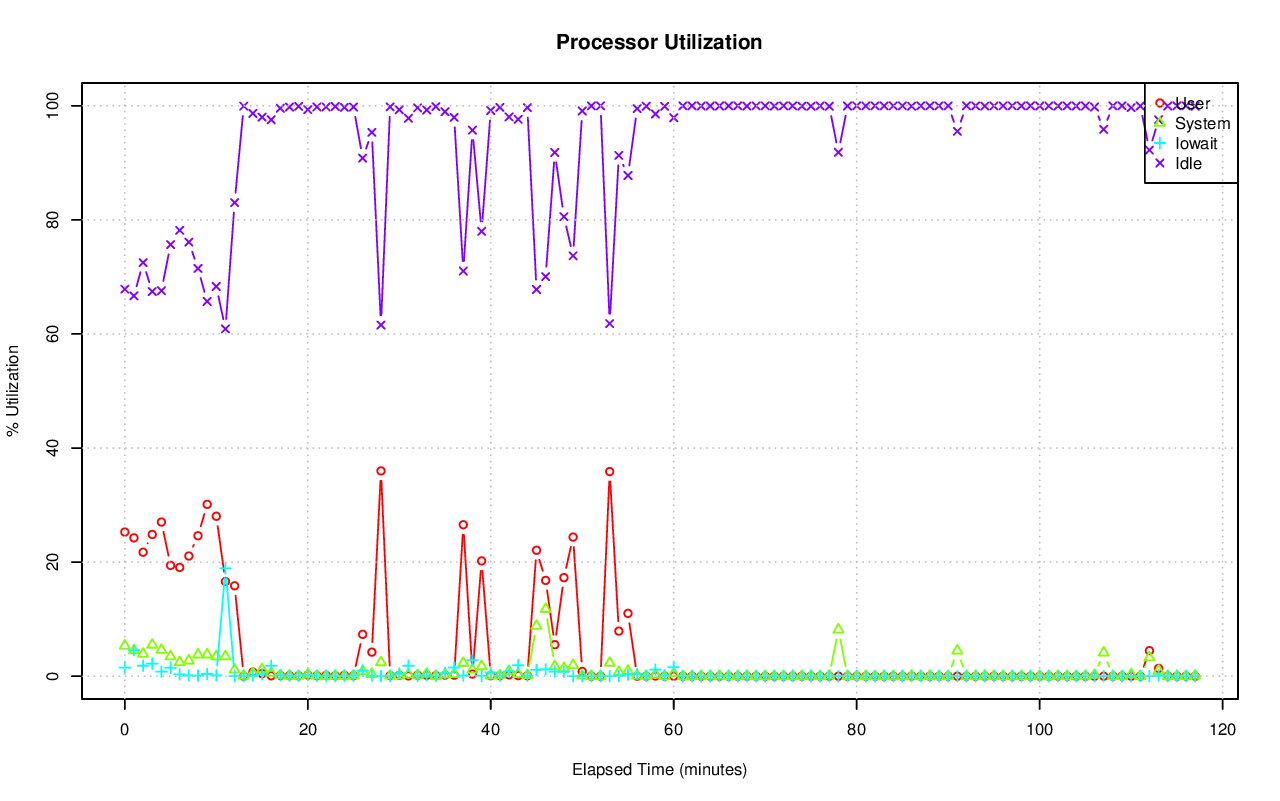 Processor Utilization
% Utilization
100
80
60
40
20
0
User
System
Iowait
Idle
0 20 40 60 80 100 120
Elapsed Time (minutes)